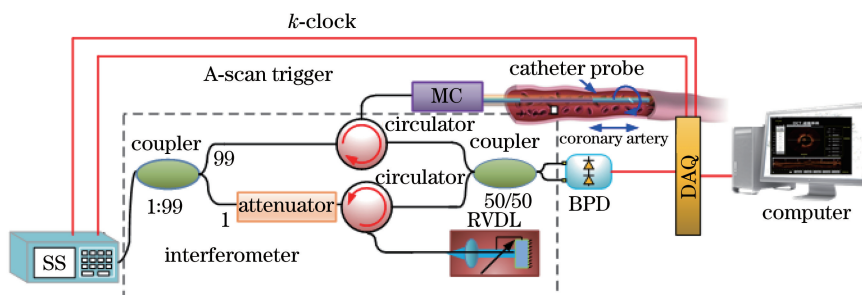 k-clock
A-scan trigger
catheter probe
MC
circulator
coronary artery
coupler
99
coupler
circulator
DAQ
1:99
1
attenuator
50/50
BPD
RVDL
computer
SS
interferometer